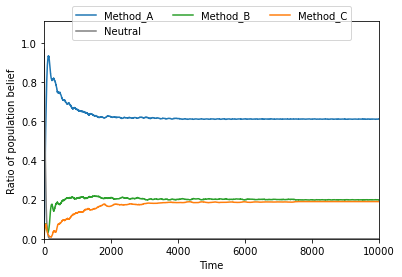 Method_A Method_B Method_C
Neutral
1.0
0.8
0.6
0.4
0.2
0.0
Ratio of population belief
0 2000 4000 6000 8000 10000
Time